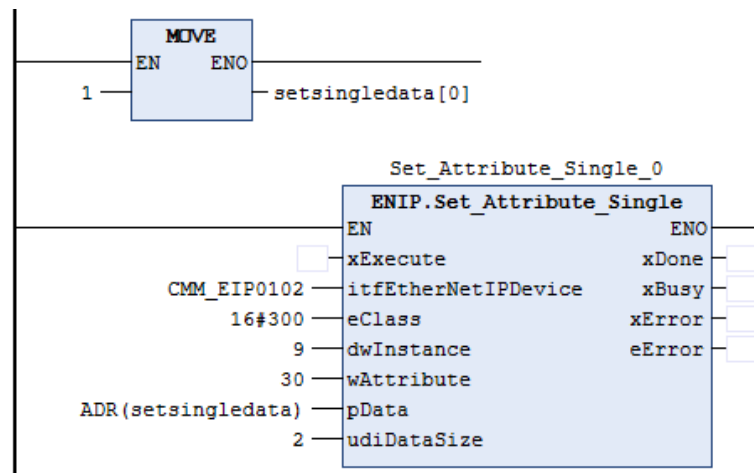 MOVE
EN ENO
1 setsingledata[0]
Set_Attribute_Single_0
ENIP.Set_Attribute_Single
EN ENO
xExecute xDone
CMM_EIP0102 itfEtherNetIPDevice xBusy
16#300 eClass xError
9 dwInstance eError
30 wAttribute
ADR(setsingledata) pData
2 udiDataSize